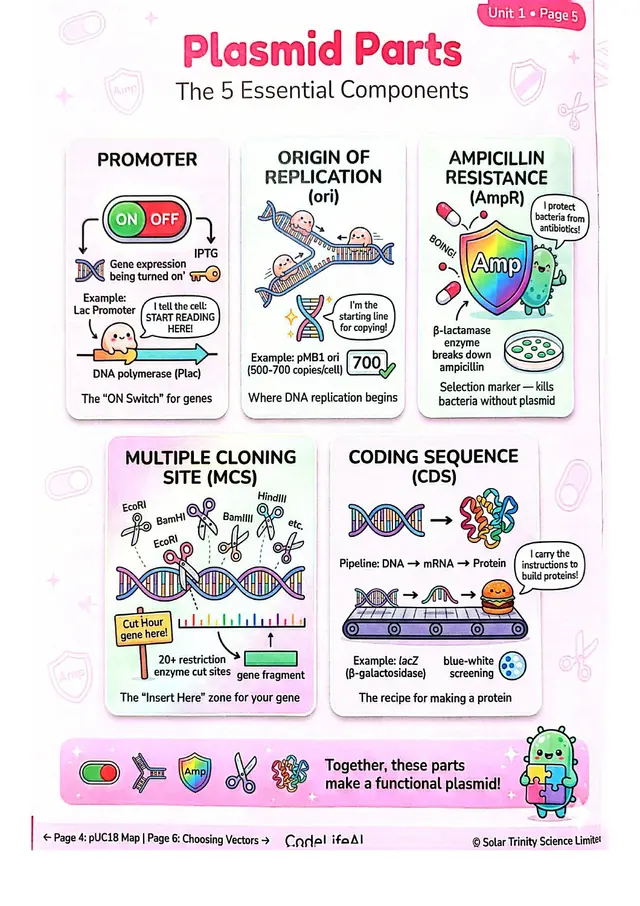 Unit 1 • Page 5
Plasmid Parts
The 5 Essential Components
PROMOTER
ON OFF
IPTG
Gene expression
being turned on'
Example:
Lac Promoter
I tell the cell:
START READING
HERE!
DNA polymerase (Plac)
The "ON Switch" for genes
ORIGIN OF
REPLICATION
(ori)
I'm the
starting line
for copying!
Example: pMB1 ori
(500-700 copies/cell)
700
Where DNA replication begins
AMPICILLIN
RESISTANCE
(AmpR)
I protect
bacteria from
antibiotics!
BOING!
Amp
β-lactamase
enzyme
breaks down
ampicillin
Selection marker — kills
bacteria without plasmid
MULTIPLE CLONING
SITE (MCS)
EcoRI
BamHI
BamIIII
HindIII
etc.
EcoRI
Cut Hour
gene here!
20+ restriction
enzyme cut sites
gene fragment
The "Insert Here" zone for your gene
CODING SEQUENCE
(CDS)
Pipeline: DNA → mRNA → Protein
I carry the
instructions to
build proteins!
Example: lacZ
(β-galactosidase)
blue-white
screening
The recipe for making a protein
Amp
Together, these parts
make a functional plasmid!
← Page 4: pUC18 Map | Page 6: Choosing Vectors →
CodeLifeAI
© Solar Trinity Science Limite
Amp
Amp